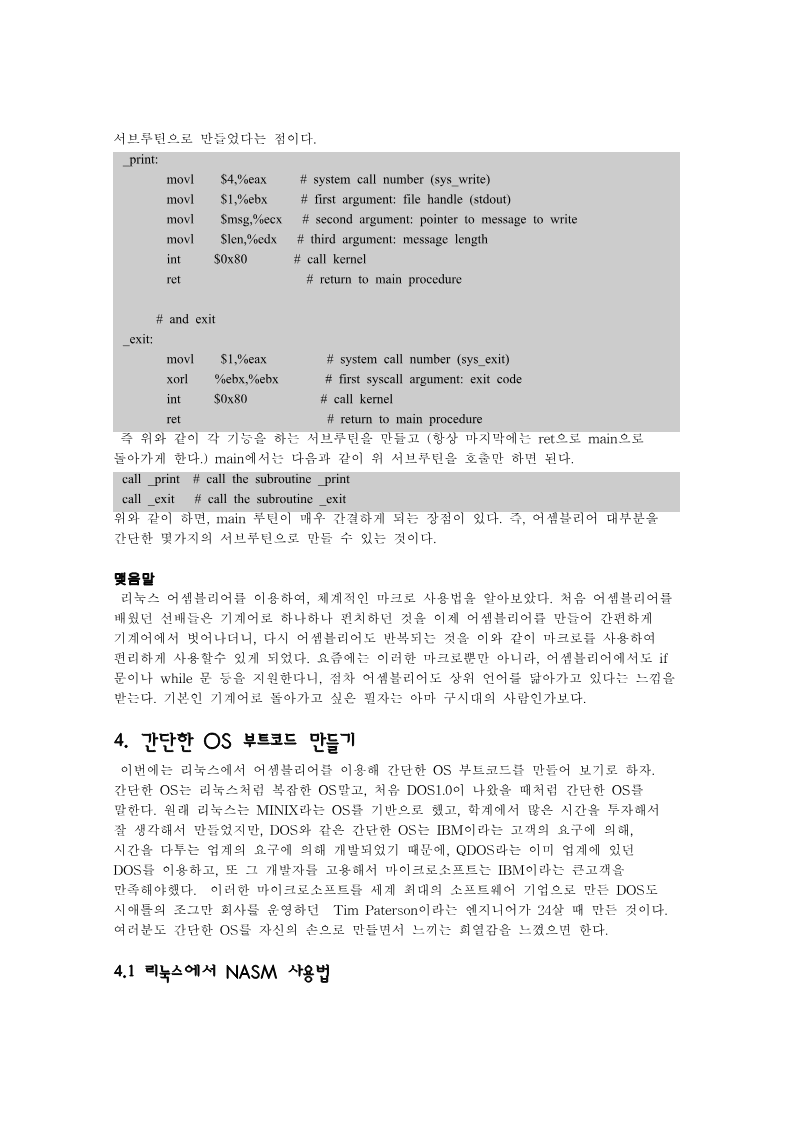 서브루틴으로 만들었다는 점이다.
_print:
movl $4,%eax # system call number (sys_write)
movl $1,%ebx # first argument: file handle (stdout)
movl $msg,%ecx # second argument: pointer to message to write
movl $len,%edx # third argument: message length
int $0x80 # call kernel
ret # return to main procedure
# and exit
_exit:
movl $1,%eax # system call number (sys_exit)
xorl %ebx,%ebx # first syscall argument: exit code
int $0x80 # call kernel
ret # return to main procedure
즉 위와 같이 각 기능을 하는 서브루틴을 만들고 (항상 마지막에는 ret으로 main으로
돌아가게 한다.) main에서는 다음과 같이 위 서브루틴을 호출만 하면 된다.
call _print # call the subroutine _print
call _exit # call the subroutine _exit
위와 같이 하면, main 루틴이 매우 간결하게 되는 장점이 있다. 즉, 어셈블리어 대부분을
간단한 몇가지의 서브루틴으로 만들 수 있는 것이다.
맺음말
리눅스 어셈블리어를 이용하여, 체계적인 마크로 사용법을 알아보았다. 처음 어셈블리어를
배웠던 선배들은 기계어로 하나하나 펀치하던 것을 이제 어셈블리어를 만들어 간편하게
기계어에서 벗어나더니, 다시 어셈블리어도 반복되는 것을 이와 같이 마크로를 사용하여
편리하게 사용할수 있게 되었다. 요즘에는 이러한 마크로뿐만 아니라, 어셈블리어에서도 if
문이나 while 문 등을 지원한다니, 점차 어셈블리어도 상위 언어를 닮아가고 있다는 느낌을
받는다. 기본인 기계어로 돌아가고 싶은 필자는 아마 구시대의 사람인가보다.
4. 간단한 OS 부트코드 만들기
이번에는 리눅스에서 어셈블리어를 이용해 간단한 OS 부트코드를 만들어 보기로 하자.
간단한 OS는 리눅스처럼 복잡한 OS말고, 처음 DOS1.0이 나왔을 때처럼 간단한 OS를
말한다. 원래 리눅스는 MINIX라는 OS를 기반으로 했고, 학계에서 많은 시간을 투자해서
잘 생각해서 만들었지만, DOS와 같은 간단한 OS는 IBM이라는 고객의 요구에 의해,
시간을 다투는 업계의 요구에 의해 개발되었기 때문에, QDOS라는 이미 업계에 있던
DOS를 이용하고, 또 그 개발자를 고용해서 마이크로소프트는 IBM이라는 큰고객을
만족해야했다. 이러한 마이크로소프트를 세계 최대의 소프트웨어 기업으로 만든 DOS도
시애틀의 조그만 회사를 운영하던 Tim Paterson이라는 엔지니어가 24살 때 만든 것이다.
여러분도 간단한 OS를 자신의 손으로 만들면서 느끼는 희열감을 느꼈으면 한다.
4.1 리눅스에서 NASM 사용법